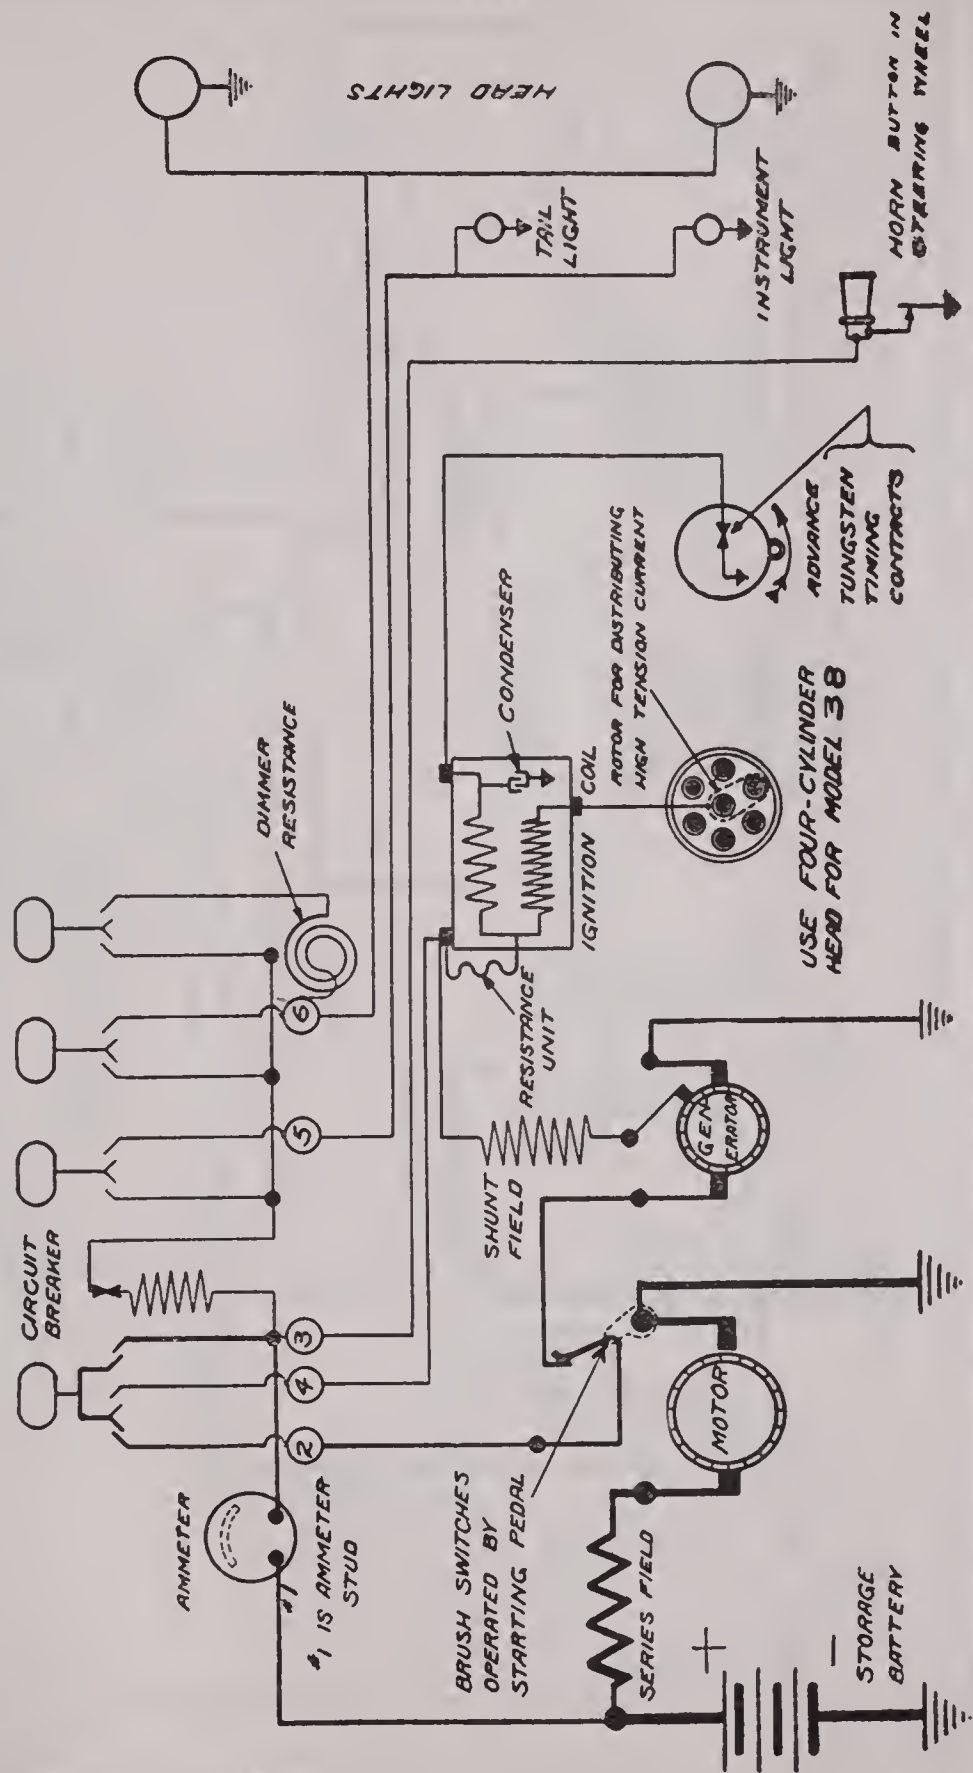 AMMETER
#1
#1 IS AMMETER
STUD
CIRCUIT
BREAKER
2
4
3
5
6
DIMMER
RESISTANCE
HEAD LIGHTS
TAIL
LIGHT
INSTRUMENT
LIGHT
HORN BUTTON IN
STEERING WHEEL
BRUSH SWITCHES
OPERATED BY
STARTING PEDAL
SHUNT
FIELD
RESISTANCE
UNIT
IGNITION COIL
CONDENSER
ROTOR FOR DISTRIBUTING
HIGH TENSION CURRENT
ADVANCE
TUNGSTEN
TIMING
CONTACTS
USE FOUR-CYLINDER
HEAD FOR MODEL 38
GEN
ERATOR
MOTOR
SERIES FIELD
+
−
STORAGE
BATTERY